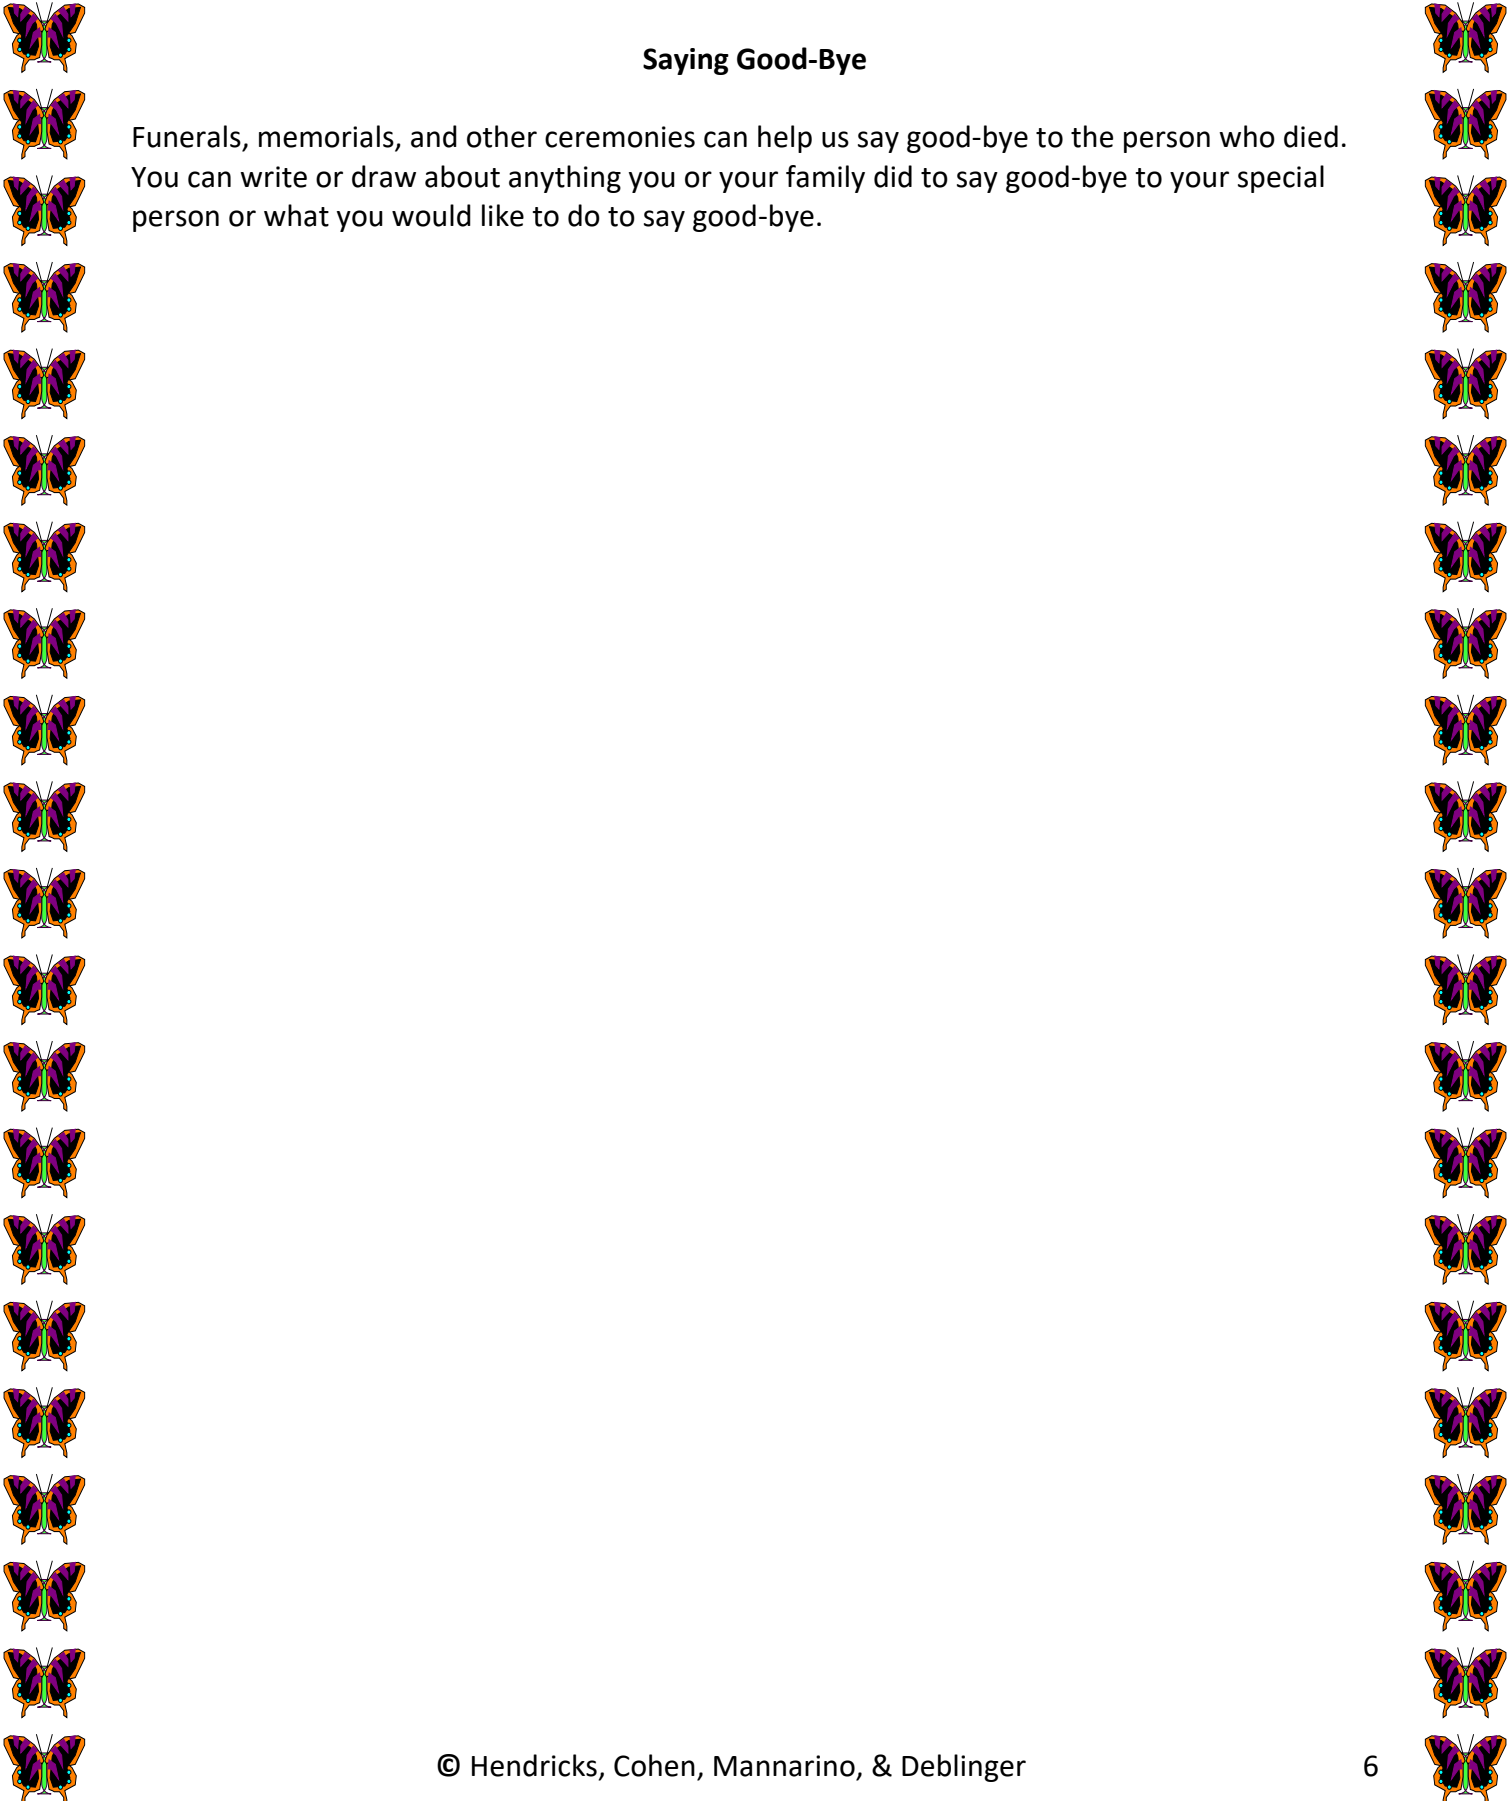 Saying Good-Bye
Funerals, memorials, and other ceremonies can help us say good-bye to the person who died.
You can write or draw about anything you or your family did to say good-bye to your special
person or what you would like to do to say good-bye.
© Hendricks, Cohen, Mannarino, & Deblinger 6